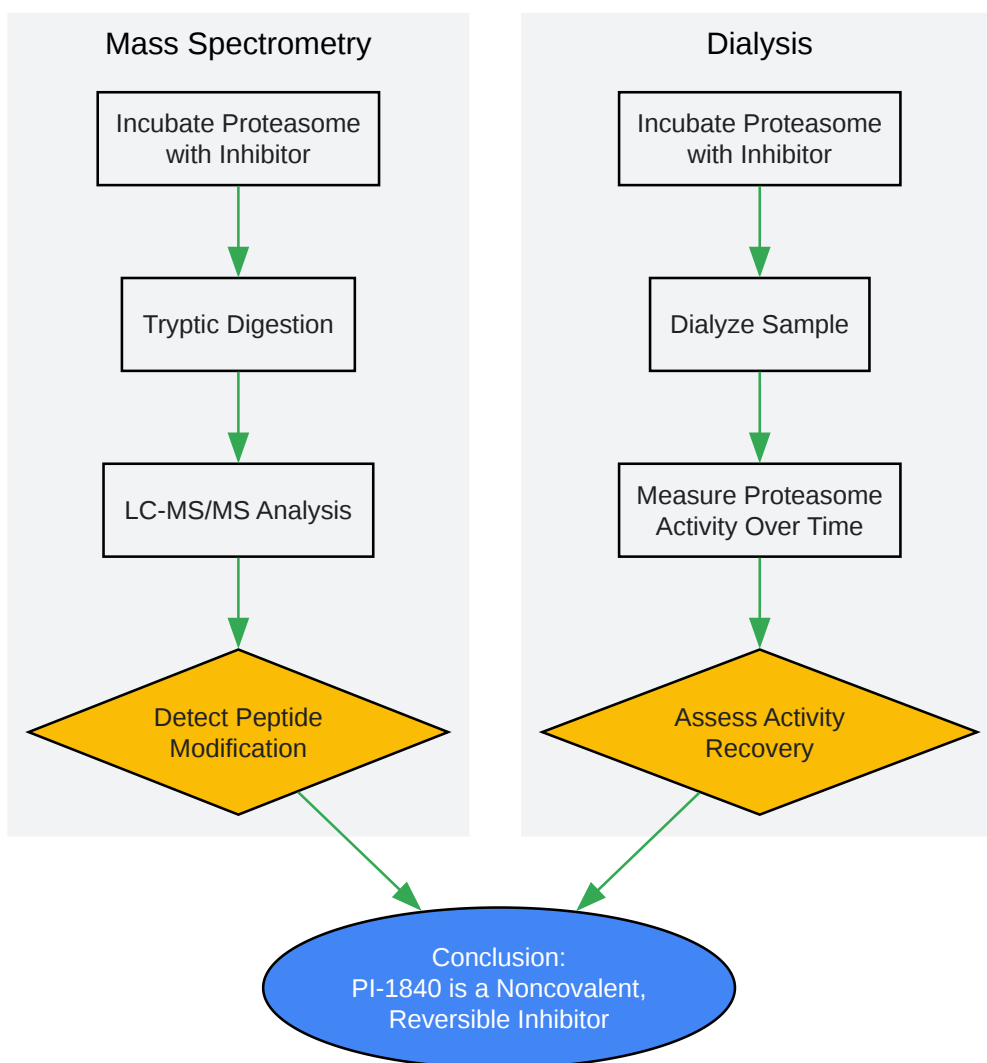 Mass Spectrometry
Incubate Proteasome
with Inhibitor
Tryptic Digestion
LC-MS/MS Analysis
Detect Peptide
Modification
Dialysis
Incubate Proteasome
with Inhibitor
Dialyze Sample
Measure Proteasome
Activity Over Time
Assess Activity
Recovery
Conclusion:
PI-1840 is a Noncovalent,
Reversible Inhibitor